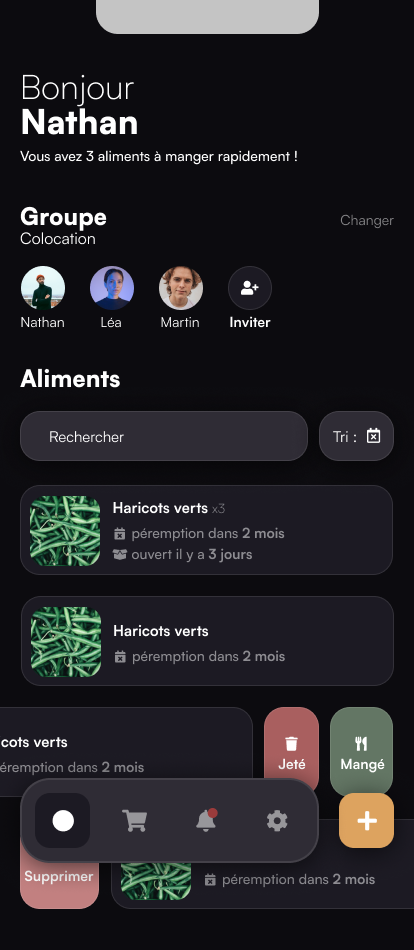 Bonjour
Nathan
Vous avez 3 aliments à manger rapidement !
Groupe
Changer
Colocation
Nathan
Léa
Martin
Inviter
Aliments
Rechercher
Tri :
Haricots verts x3
péremption dans 2 mois
ouvert il y a 3 jours
Haricots verts
péremption dans 2 mois
cots verts
péremption dans 2 mois
Jeté
Mangé
Supprimer
péremption dans 2 mois